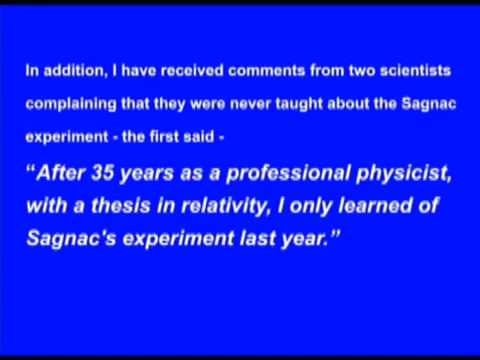 In addition, I have received comments from two scientists
complaining that they were never taught about the Sagnac
experiment - the first said -
“After 35 years as a professional physicist,
with a thesis in relativity, I only learned of
Sagnac's experiment last year.”